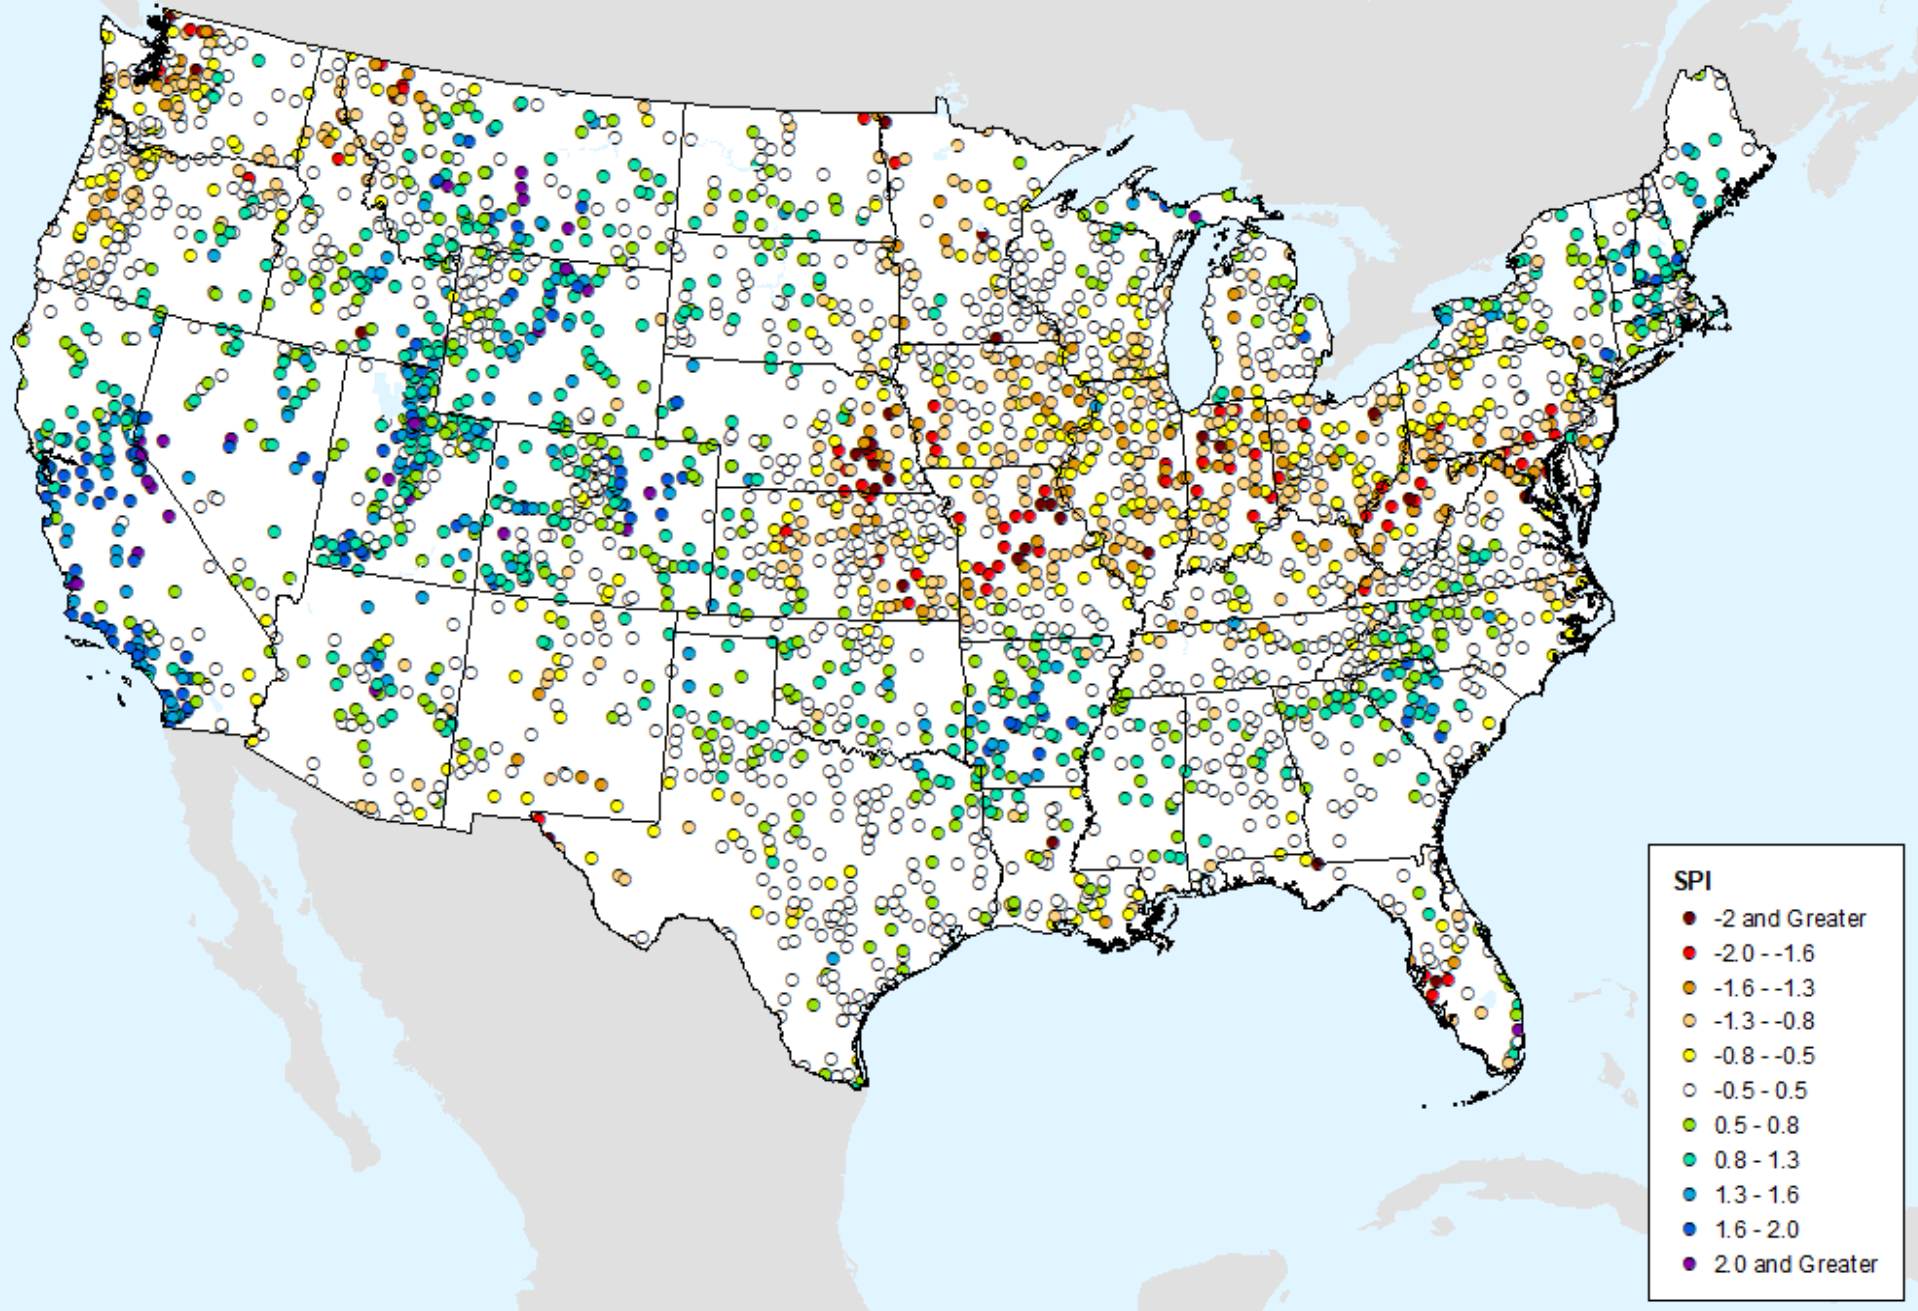 SPI
-2 and Greater
-2.0 - -1.6
-1.6 - -1.3
-1.3 - -0.8
-0.8 - -0.5
-0.5 - 0.5
0.5 - 0.8
0.8 - 1.3
1.3 - 1.6
1.6 - 2.0
2.0 and Greater